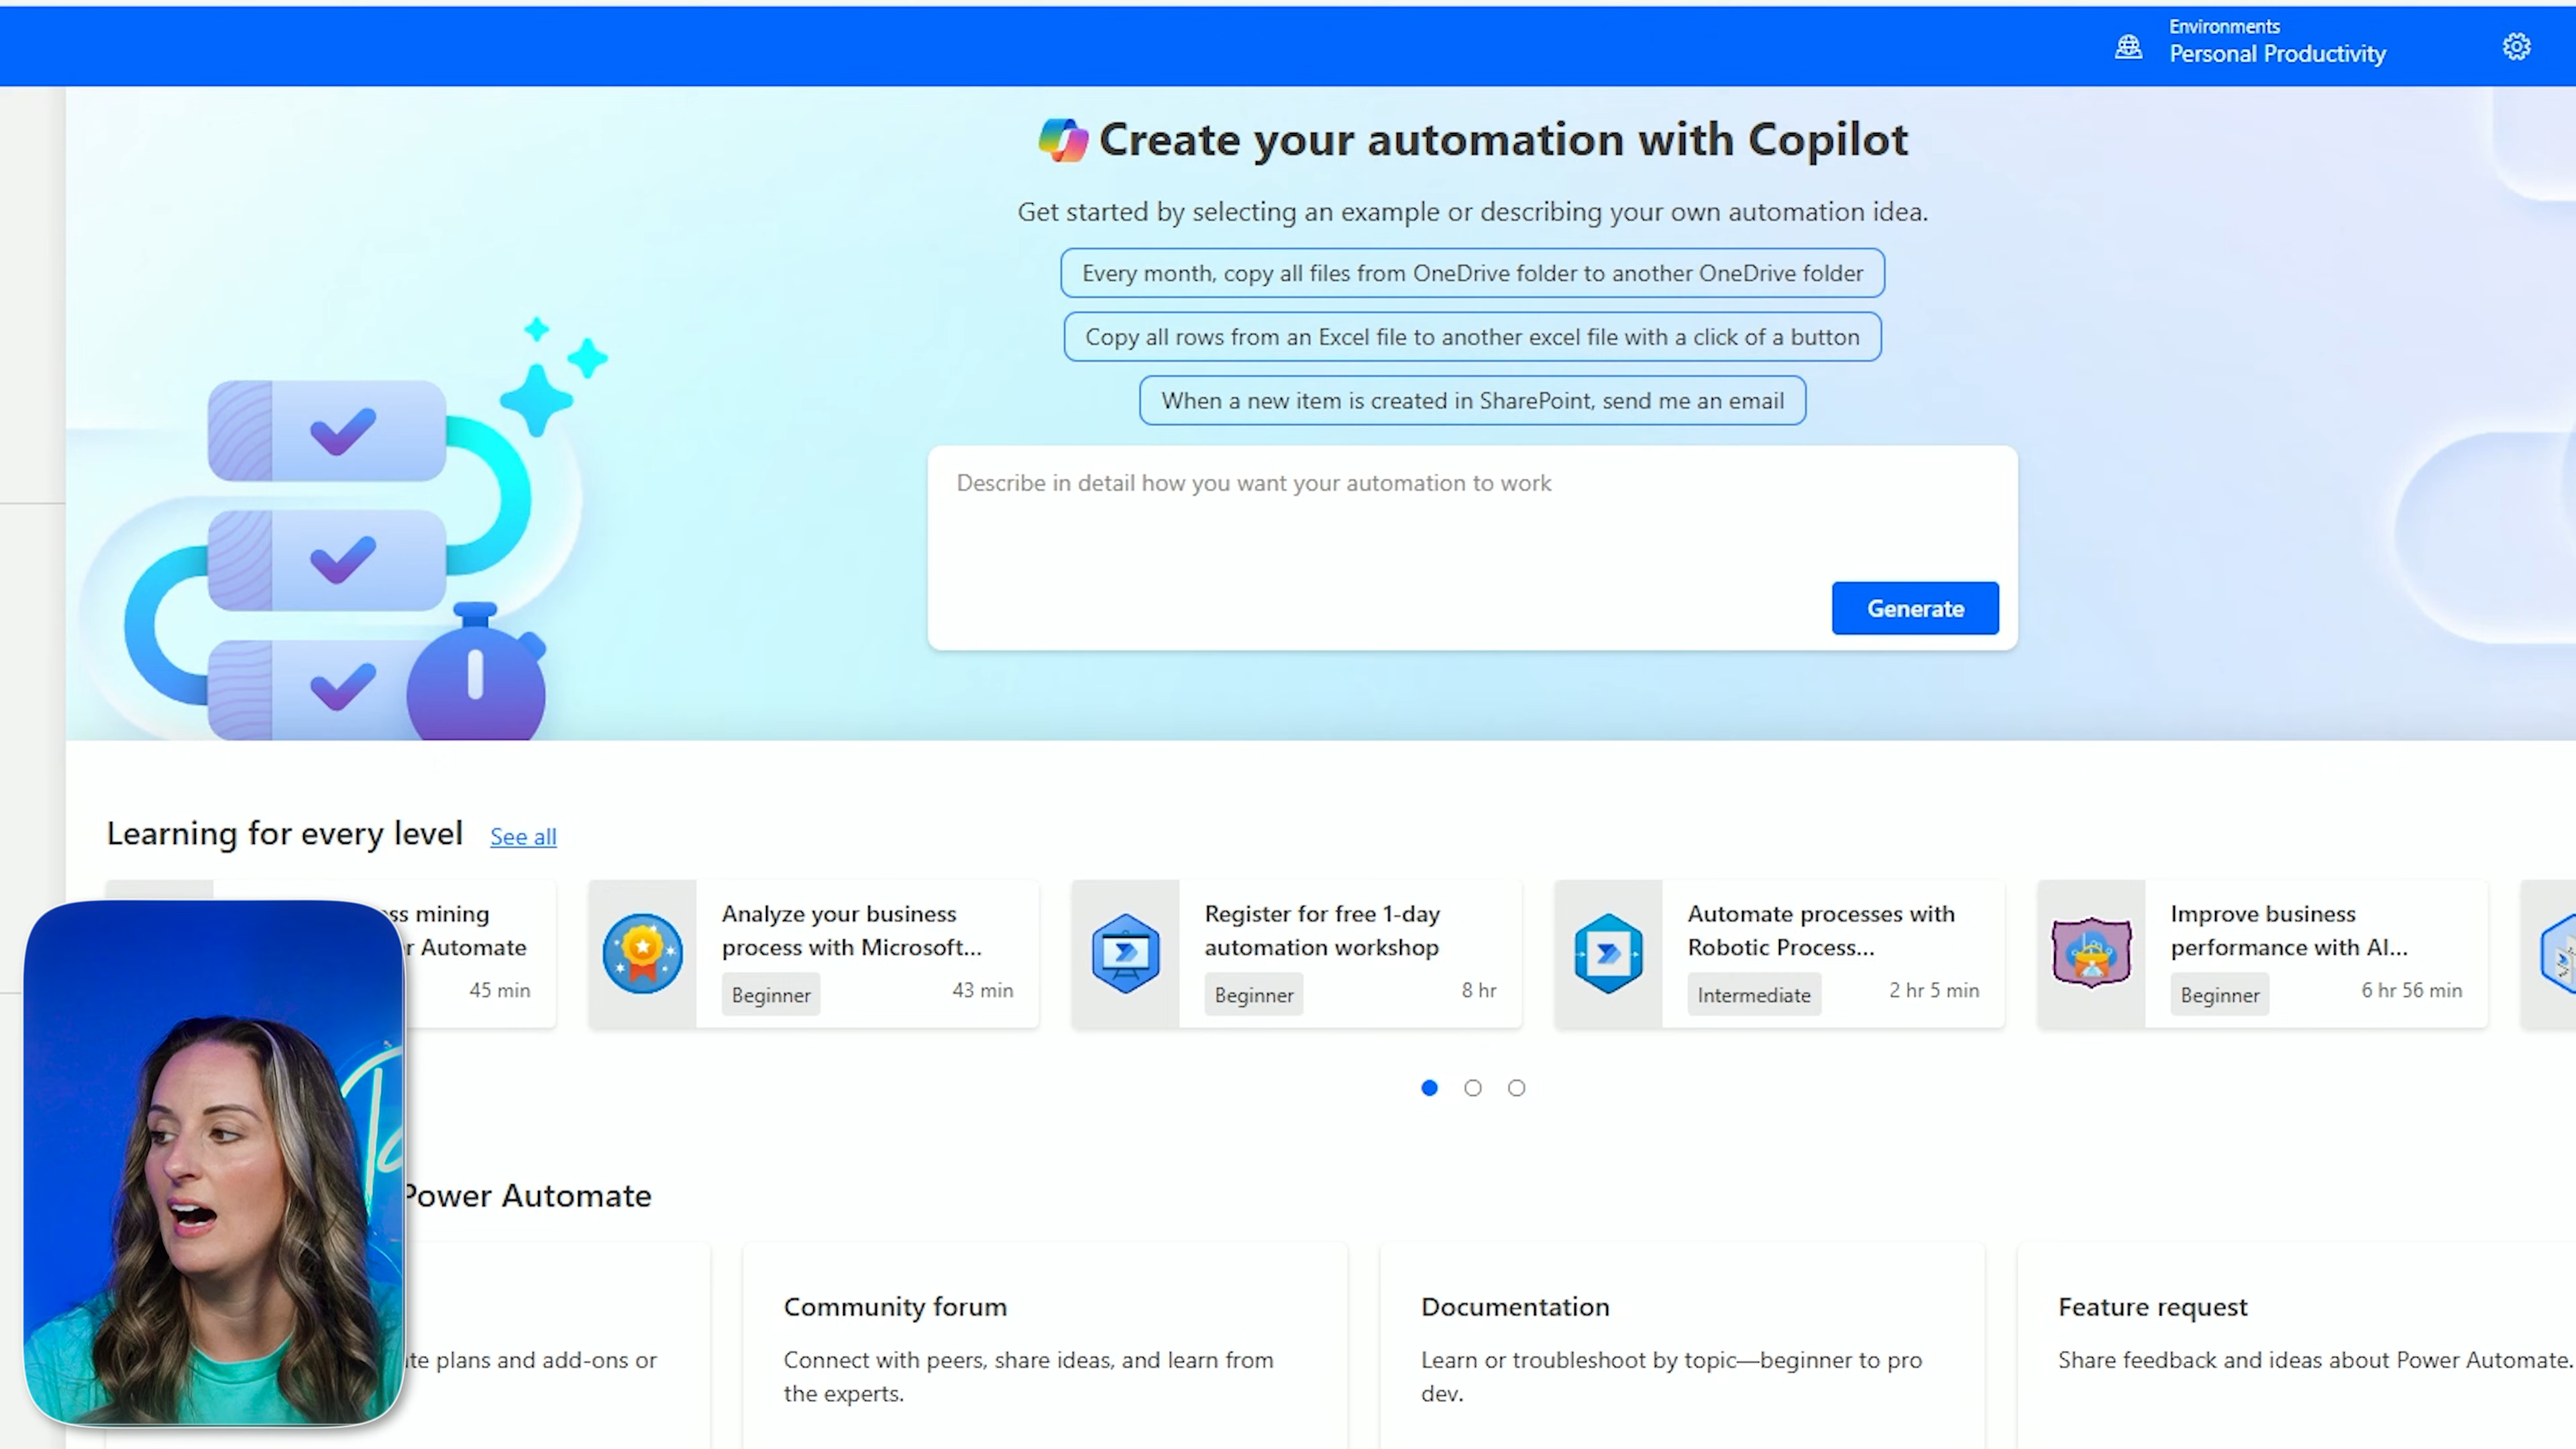 Environments
Personal Productivity
Create your automation with Copilot
Get started by selecting an example or describing your own automation idea.
Every month, copy all files from OneDrive folder to another OneDrive folder
Copy all rows from an Excel file to another excel file with a click of a button
When a new item is created in SharePoint, send me an email
Describe in detail how you want your automation to work
Generate
Learning for every level See all
mining
Automate
45 min
Analyze your business
process with Microsoft...
Beginner 43 min
Register for free 1-day
automation workshop
Beginner 8 hr
Automate processes with
Robotic Process...
Intermediate 2 hr 5 min
Improve business
performance with AI...
Beginner 6 hr 56 min
Power Automate
plans and add-ons or
Community forum
Connect with peers, share ideas, and learn from
the experts.
Documentation
Learn or troubleshoot by topic—beginner to pro
dev.
Feature request
Share feedback and ideas about Power Automate.